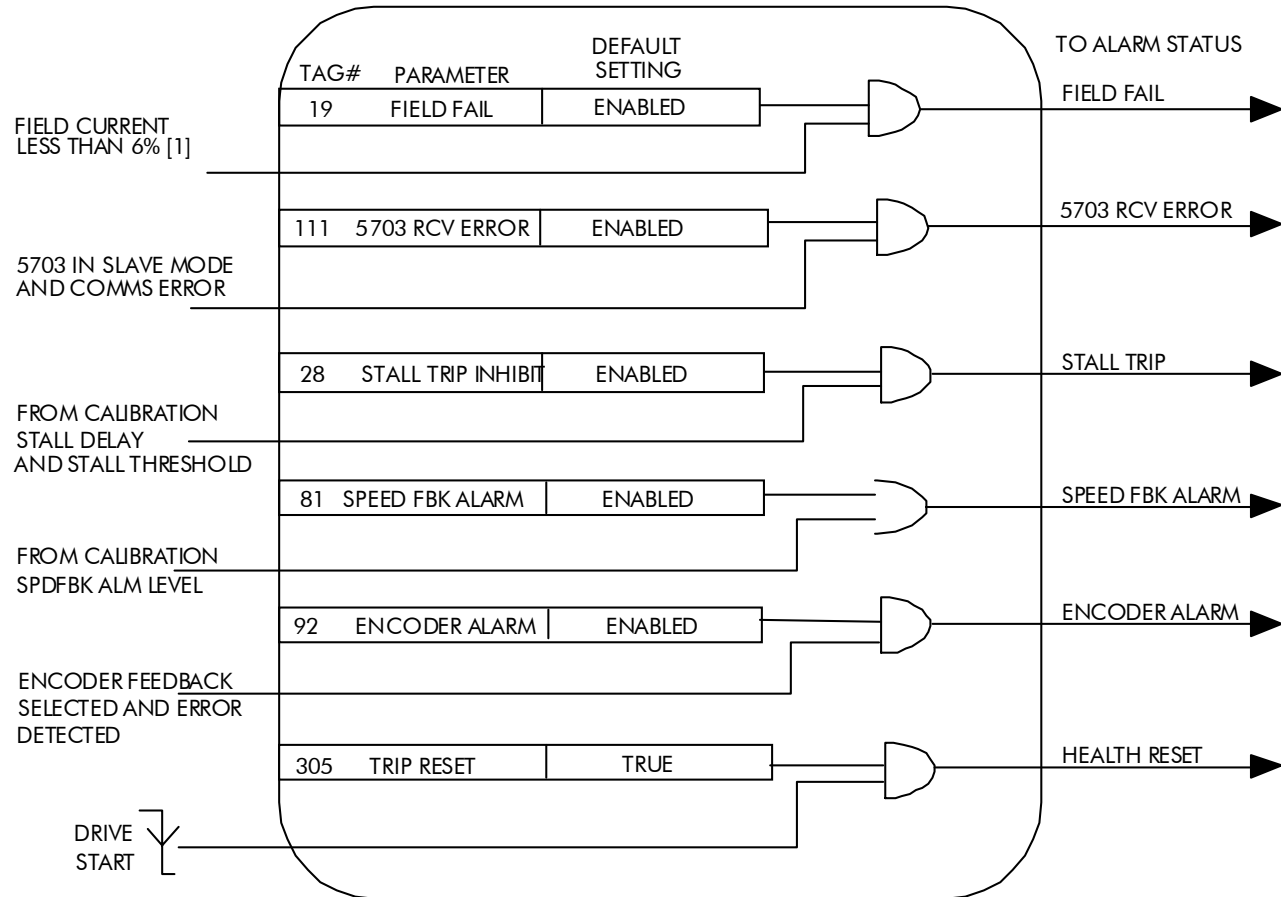 DEFAULT
SETTING
TO ALARM STATUS
TAG#
PARAMETER
19
FIELD FAIL
ENABLED
FIELD FAIL
FIELD CURRENT
LESS THAN 6% [1]
111
5703 RCV ERROR
ENABLED
5703 RCV ERROR
5703 IN SLAVE MODE
AND COMMS ERROR
28
STALL TRIP INHIBIT
ENABLED
STALL TRIP
FROM CALIBRATION
STALL DELAY
AND STALL THRESHOLD
81
SPEED FBK ALARM
ENABLED
SPEED FBK ALARM
FROM CALIBRATION
SPDFBK ALM LEVEL
92
ENCODER ALARM
ENABLED
ENCODER ALARM
ENCODER FEEDBACK
SELECTED AND ERROR
DETECTED
305
TRIP RESET
TRUE
HEALTH RESET
DRIVE
START